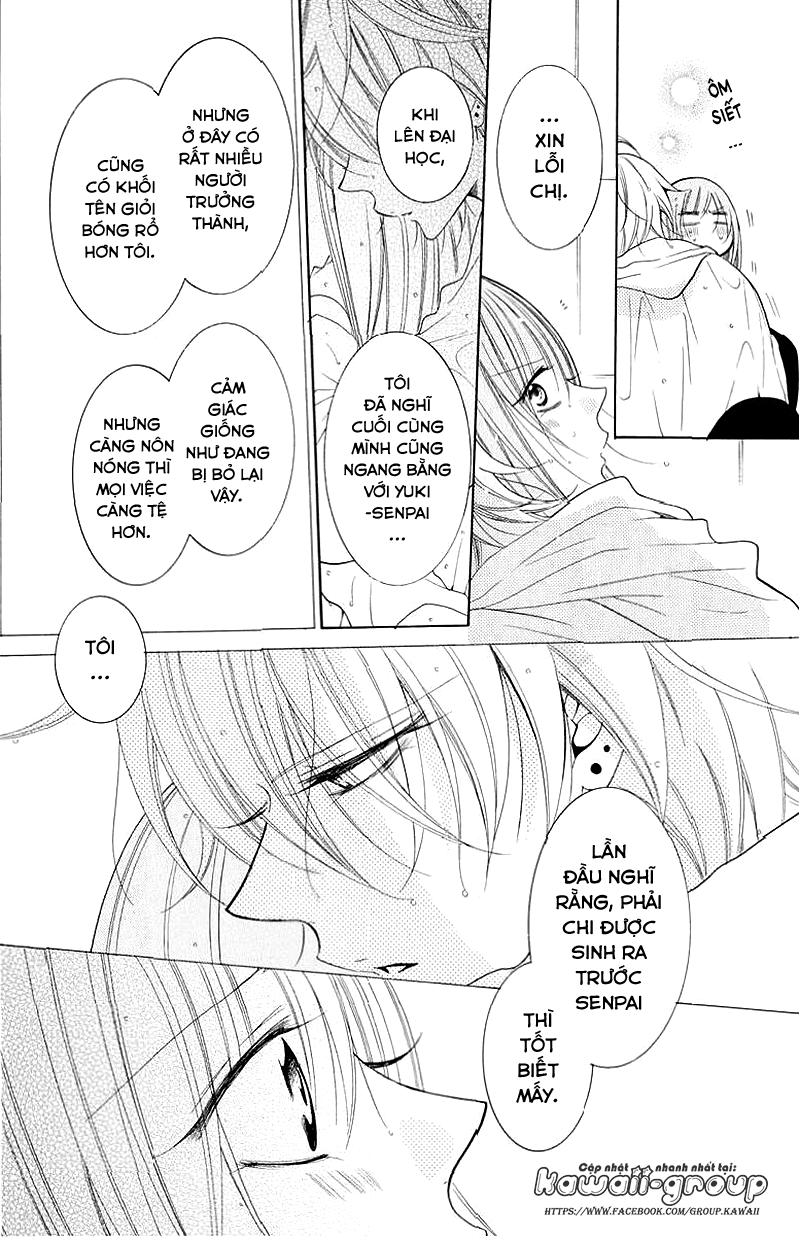 ÔM
SIẾT
...
...
XIN
LỖI
CHỊ.
KHI
LÊN ĐẠI
HỌC,
TÔI
ĐÃ NGHĨ
CUỐI CÙNG
MÌNH CŨNG
NGANG BẰNG
VỚI YUKI
-SENPAI
...
NHƯNG
Ở ĐÂY CÓ
RẤT NHIỀU
NGƯỜI
TRƯỞNG
THÀNH,
CŨNG
CÓ KHỐI
TÊN GIỎI
BÓNG RỔ
HƠN TÔI.
CẢM
GIÁC
GIỐNG
NHƯ ĐANG
BỊ BỎ LẠI
VẬY.
NHƯNG
CÀNG NÔN
NÓNG THÌ
MỌI VIỆC
CÀNG TỆ
HƠN.
TÔI
...
LẦN
ĐẦU NGHĨ
RẰNG, PHẢI
CHI ĐƯỢC
SINH RA
TRƯỚC
SENPAI
THÌ
TỐT
BIẾT
MẤY.
Cập nhật nhanh nhất tại:
kawaii-group
HTTPS://WWW.FACEBOOK.COM/GROUP.KAWAII